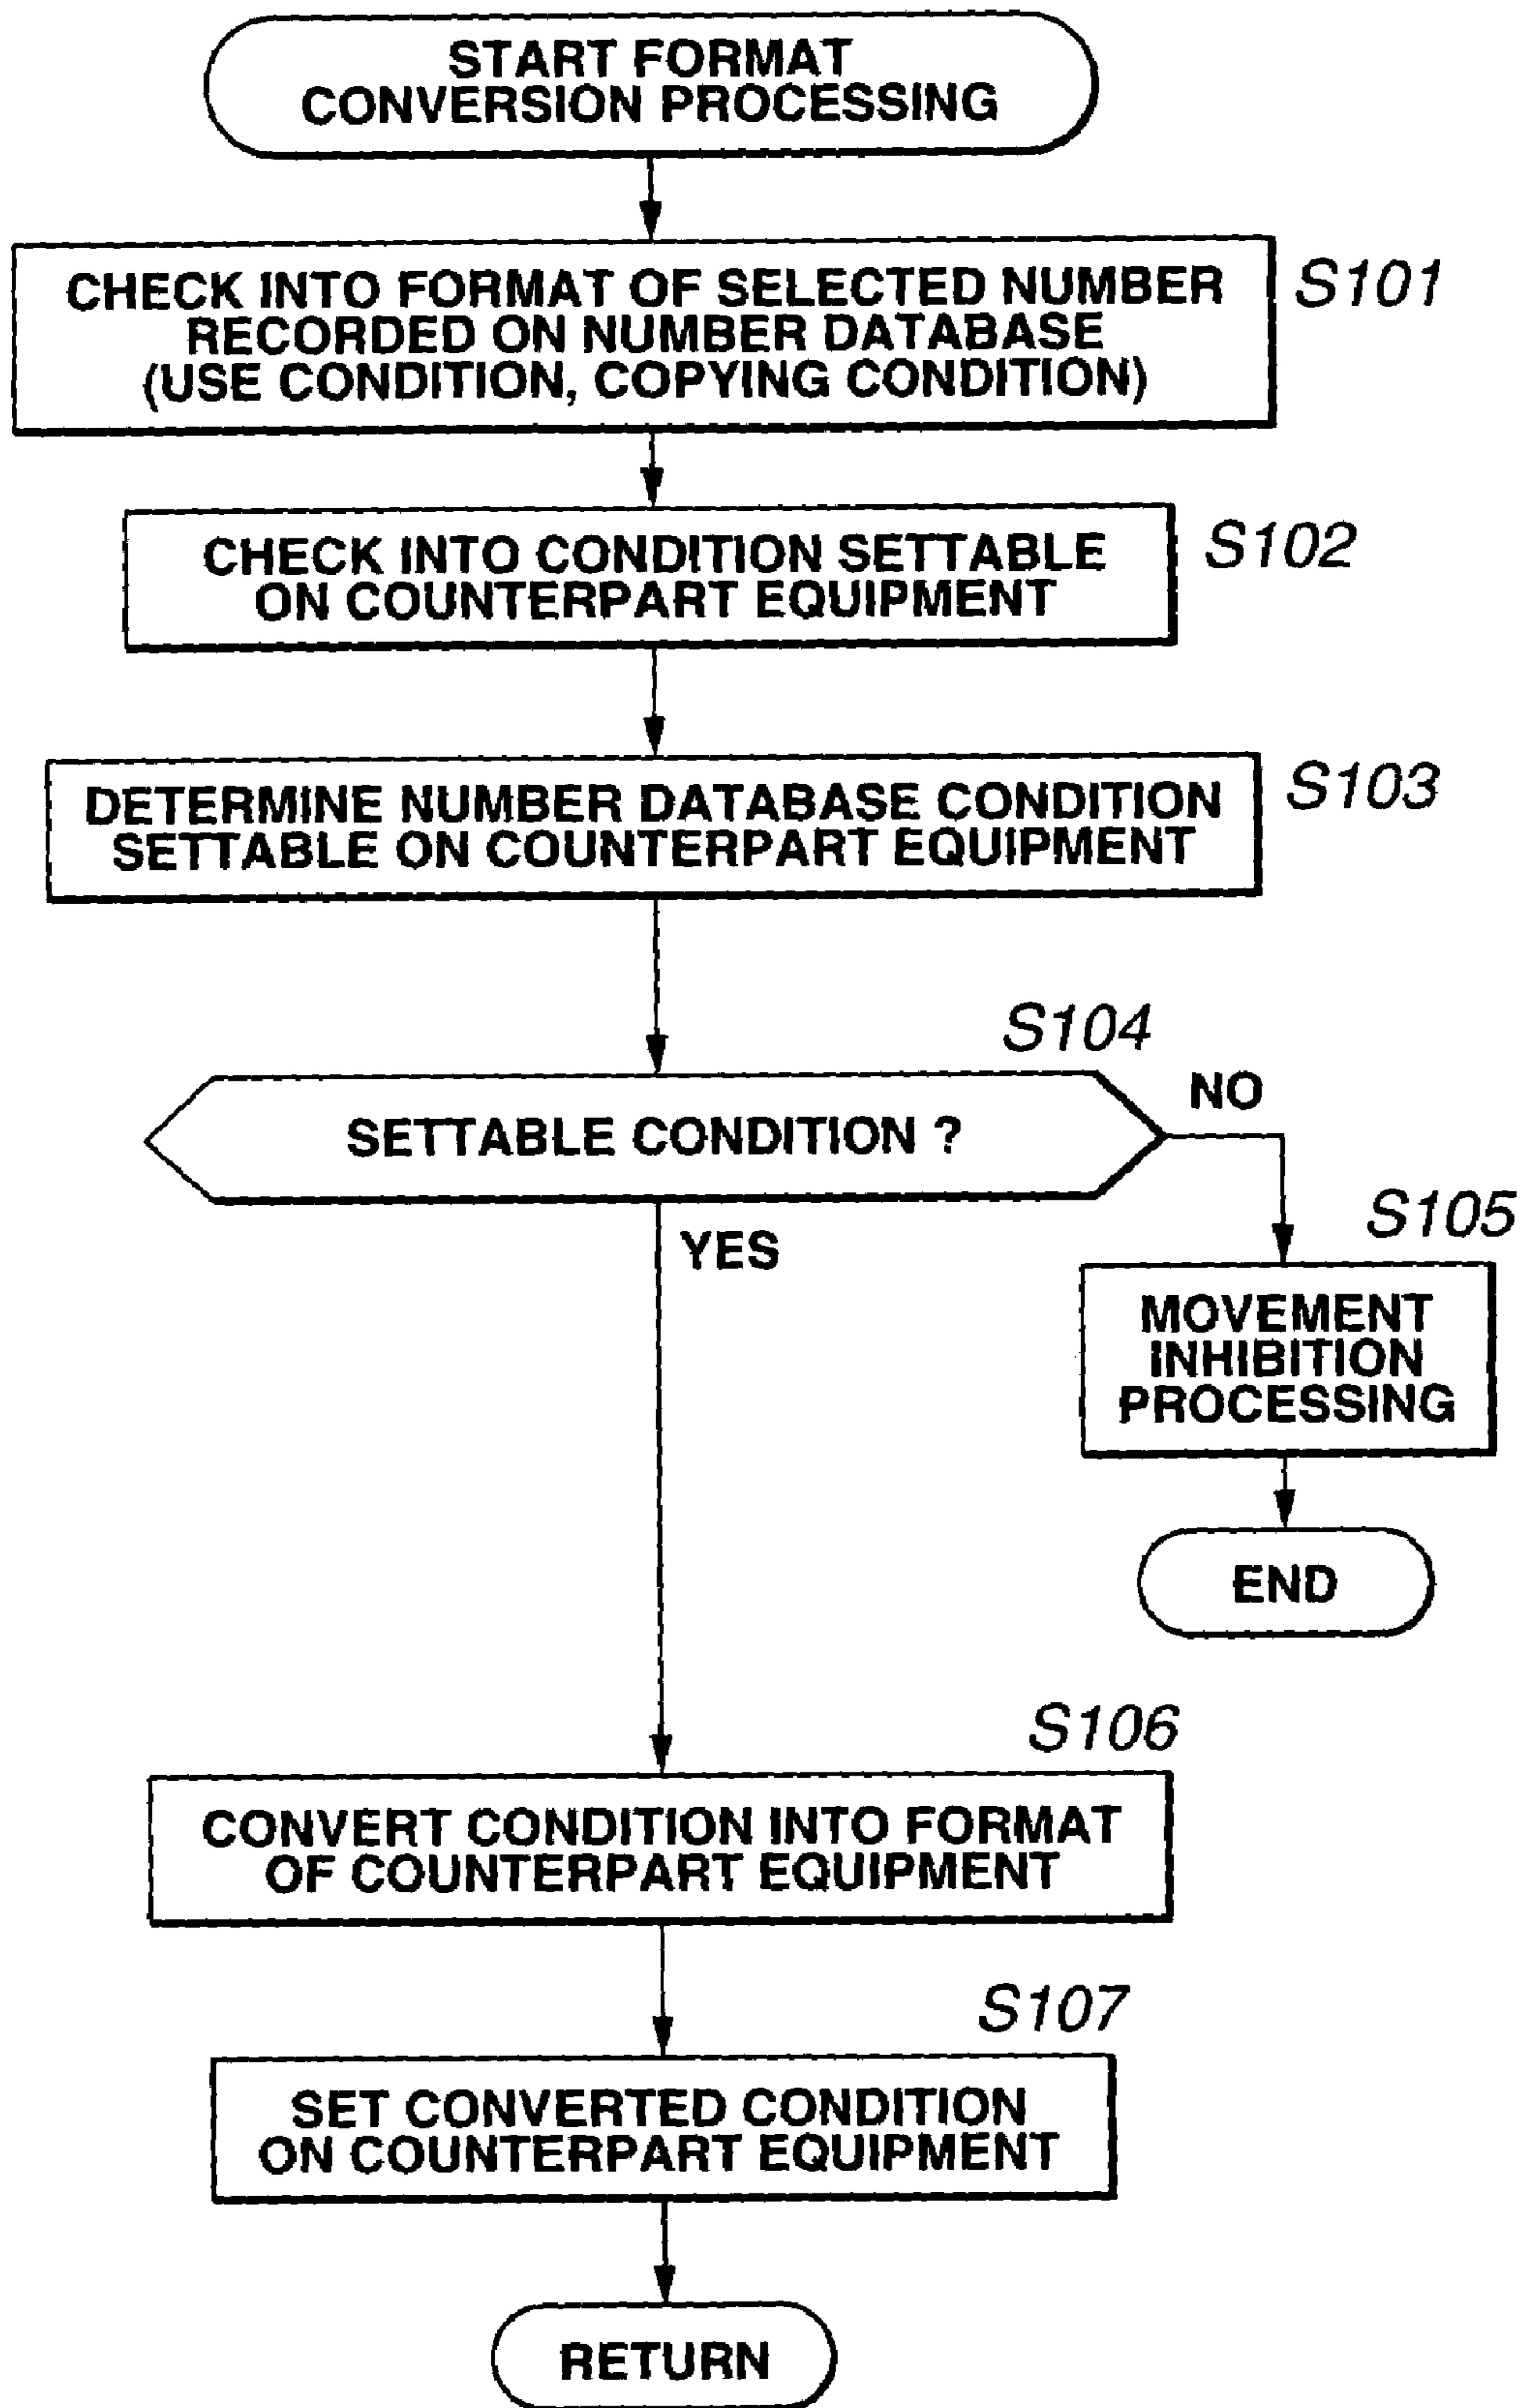 START FORMAT
CONVERSION PROCESSING
CHECK INTO FORMAT OF SELECTED NUMBER
RECORDED ON NUMBER DATABASE
(USE CONDITION, COPYING CONDITION)
S101
CHECK INTO CONDITION SETTABLE
ON COUNTERPART EQUIPMENT
S102
DETERMINE NUMBER DATABASE CONDITION
SETTABLE ON COUNTERPART EQUIPMENT
S103
S104
SETTABLE CONDITION ?
NO
YES
S105
MOVEMENT
INHIBITION
PROCESSING
END
S106
CONVERT CONDITION INTO FORMAT
OF COUNTERPART EQUIPMENT
S107
SET CONVERTED CONDITION
ON COUNTERPART EQUIPMENT
RETURN